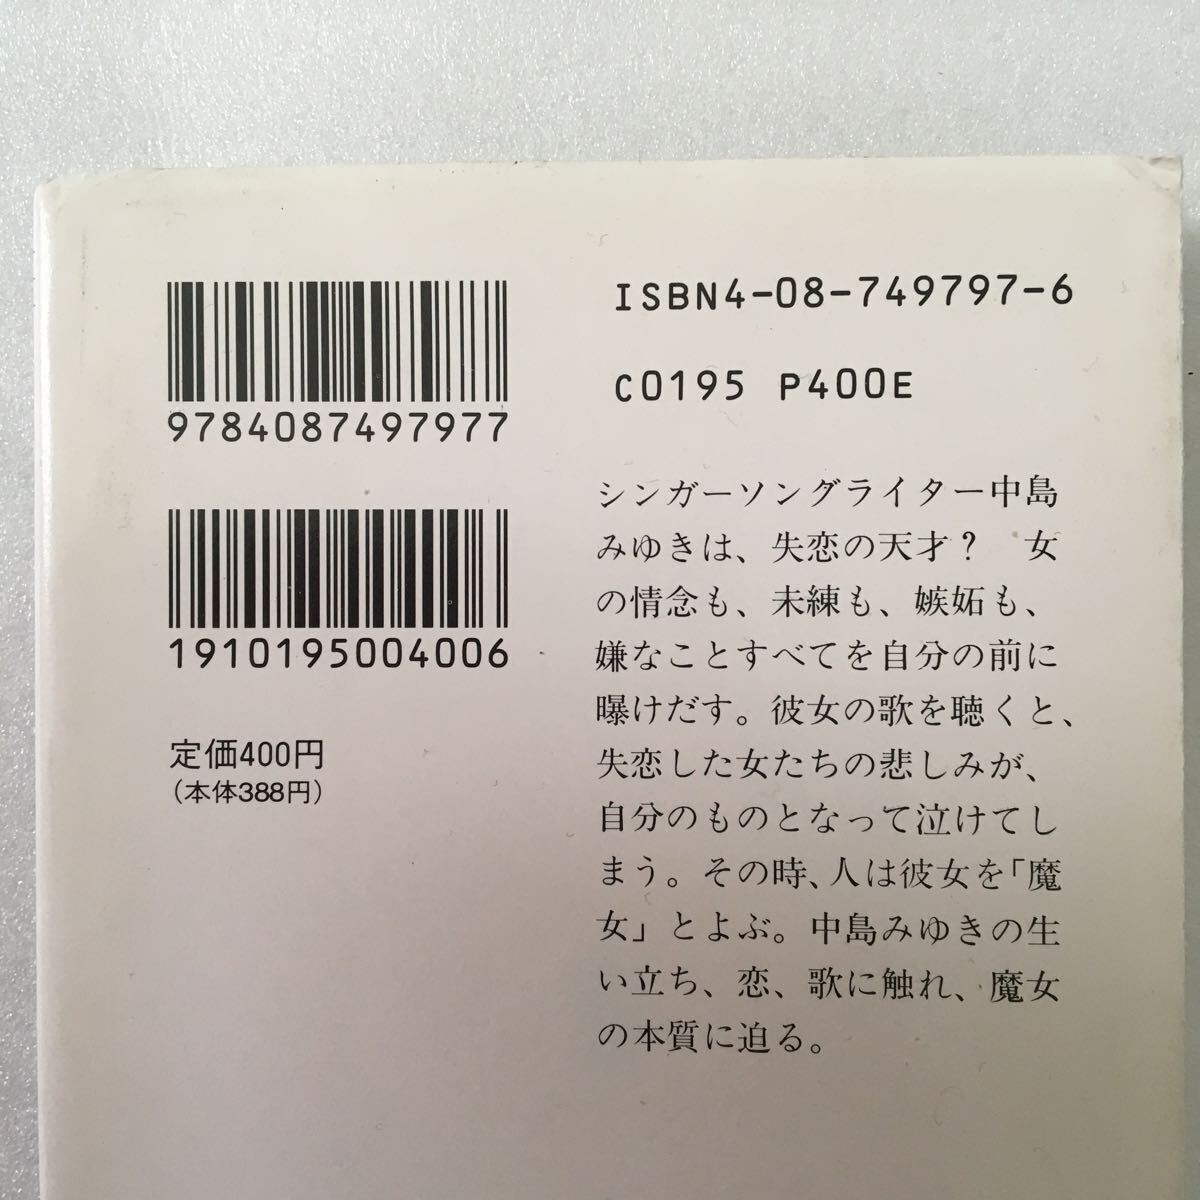 9784087497977
1910195004006
定価400円
（本体388円）
ISBN4-08-749797-6
C0195 P400E
シンガーソングライター中島
みゆきは、失恋の天才？　女
の情念も、未練も、嫉妬も、
嫌なことすべてを自分の前に
曝けだす。彼女の歌を聴くと、
失恋した女たちの悲しみが、
自分のものとなって泣けてし
まう。その時、人は彼女を「魔
女」とよぶ。中島みゆきの生
い立ち、恋、歌に触れ、魔女
の本質に迫る。